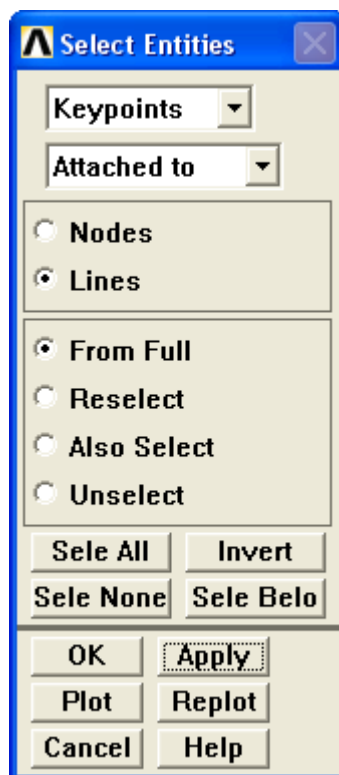 Select Entities
Keypoints
Attached to
Nodes
Lines
From Full
Reselect
Also Select
Unselect
Sele All Invert
Sele None Sele Belo
OK Apply
Plot Replot
Cancel Help